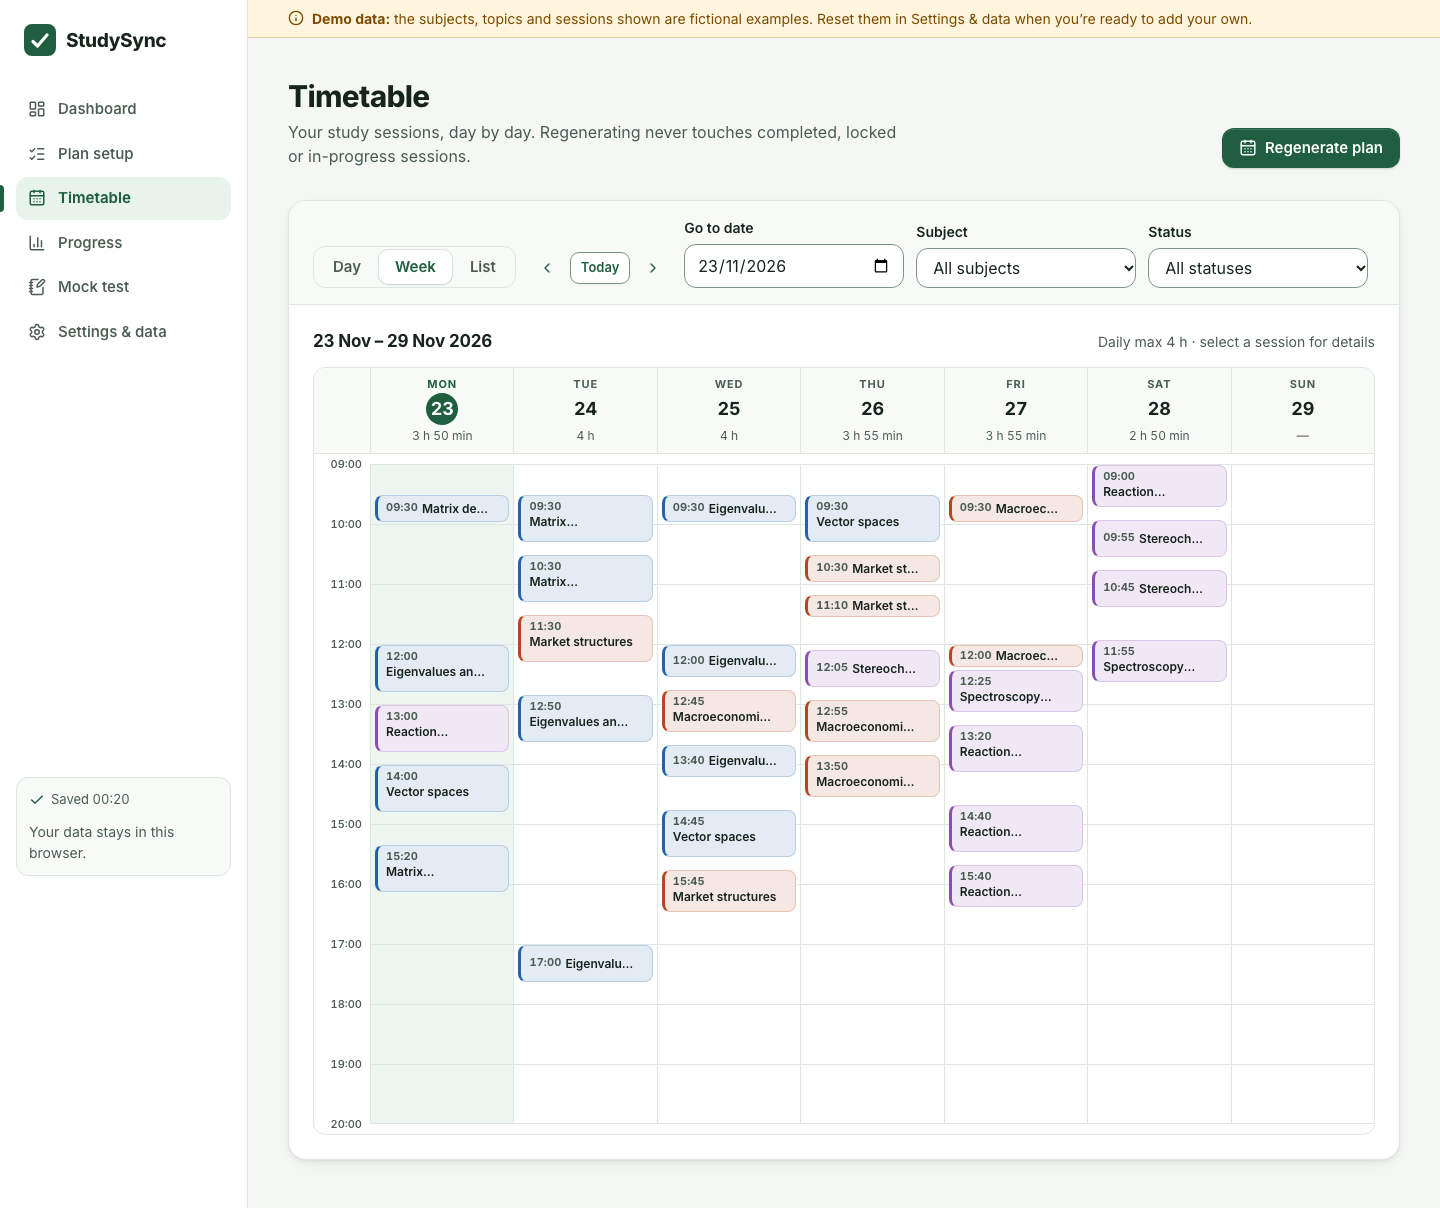 StudySync
Dashboard
Plan setup
Timetable
Progress
Mock test
Settings & data
Saved 00:20
Your data stays in this
browser.
Demo data: the subjects, topics and sessions shown are fictional examples. Reset them in Settings & data when you’re ready to add your own.
Timetable
Your study sessions, day by day. Regenerating never touches completed, locked
or in-progress sessions.
Regenerate plan
Day
Week
List
Today
Go to date
23/11/2026
Subject
All subjects
Status
All statuses
23 Nov – 29 Nov 2026
Daily max 4 h · select a session for details
MON
23
3 h 50 min
TUE
24
4 h
WED
25
4 h
THU
26
3 h 55 min
FRI
27
3 h 55 min
SAT
28
2 h 50 min
SUN
29
—
09:00
10:00
11:00
12:00
13:00
14:00
15:00
16:00
17:00
18:00
19:00
20:00
09:30 Matrix de...
12:00
Eigenvalues an...
13:00
Reaction...
14:00
Vector spaces
15:20
Matrix...
09:30
Matrix...
10:30
Matrix...
11:30
Market structures
12:50
Eigenvalues an...
17:00 Eigenvalu...
09:30 Eigenvalu...
12:00 Eigenvalu...
12:45
Macroeconomi...
13:40 Eigenvalu...
14:45
Vector spaces
15:45
Market structures
09:30
Vector spaces
10:30 Market st...
11:10 Market st...
12:05 Stereoch...
12:55
Macroeconomi...
13:50
Macroeconomi...
09:30 Macroec...
12:00 Macroec...
12:25
Spectroscopy...
13:20
Reaction...
14:40
Reaction...
15:40
Reaction...
09:00
Reaction...
09:55 Stereoch...
10:45 Stereoch...
11:55
Spectroscopy...